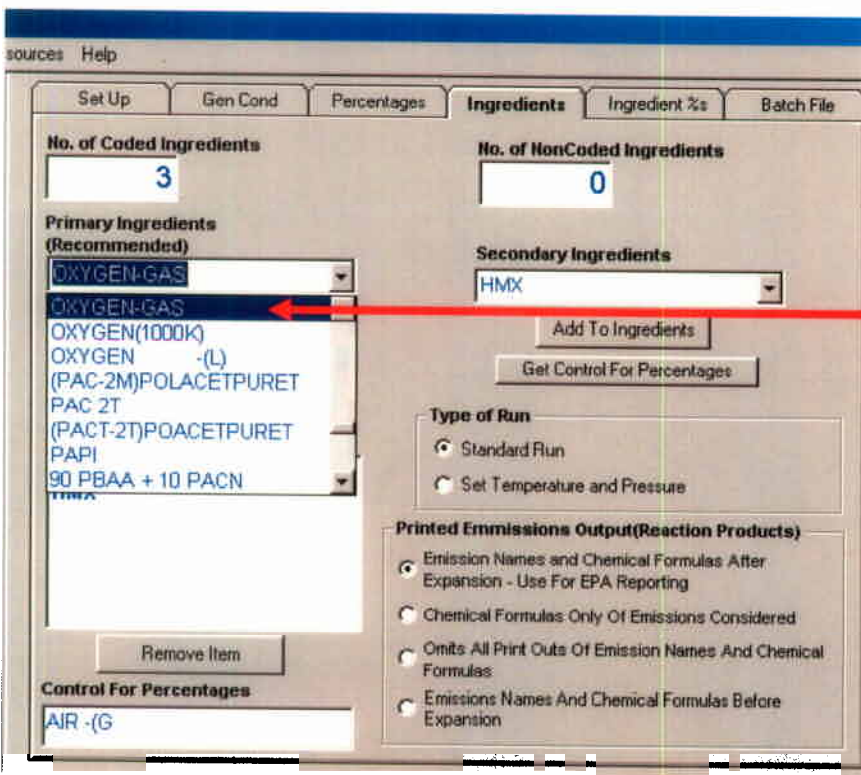 sources Help
Set Up Gen Cond Percentages Ingredients Ingredient %s Batch File
No. of Coded Ingredients
3
No. of NonCoded Ingredients
0
Primary Ingredients
(Recommended)
OXYGEN-GAS
OXYGEN-GAS
OXYGEN(1000K)
OXYGEN -(L)
(PAC-2M)POLACETPURET
PAC 2T
(PACT-2T)POACETPURET
PAPI
90 PBAA + 10 PACN
HMX
Remove Item
Control For Percentages
AIR -(G
Secondary Ingredients
HMX
Add To Ingredients
Get Control For Percentages
Type of Run
Standard Run
Set Temperature and Pressure
Printed Emmissions Output(Reaction Products)
Emission Names and Chemical Formulas After
Expansion - Use For EPA Reporting
Chemical Formulas Only Of Emissions Considered
Omits All Print Outs Of Emission Names And Chemical
Formulas
Emissions Names And Chemical Formulas Before
Expansion